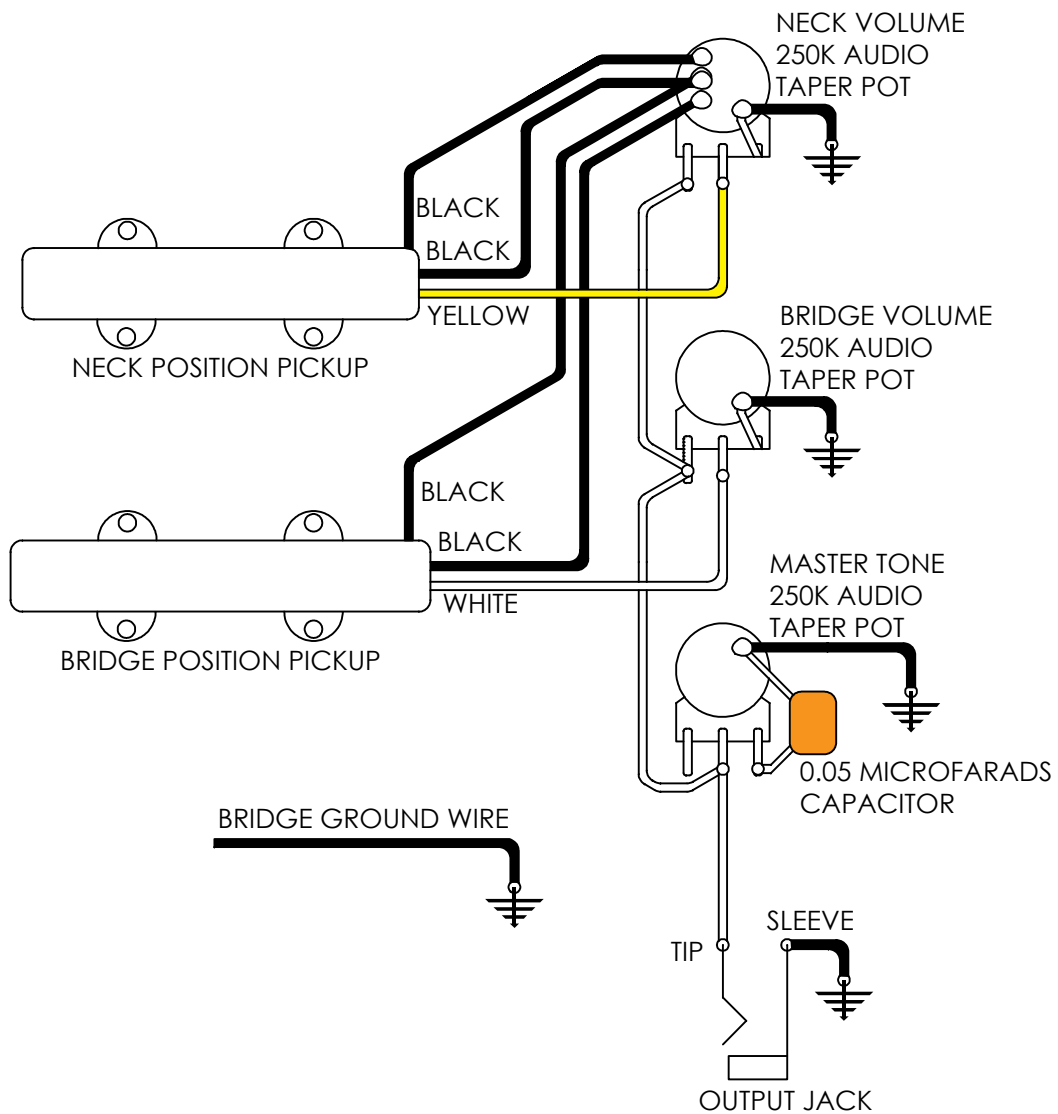 NECK VOLUME
250K AUDIO
TAPER POT
BLACK
BLACK
YELLOW
NECK POSITION PICKUP
BRIDGE VOLUME
250K AUDIO
TAPER POT
BLACK
BLACK
WHITE
BRIDGE POSITION PICKUP
MASTER TONE
250K AUDIO
TAPER POT
0.05 MICROFARADS
CAPACITOR
BRIDGE GROUND WIRE
SLEEVE
TIP
OUTPUT JACK